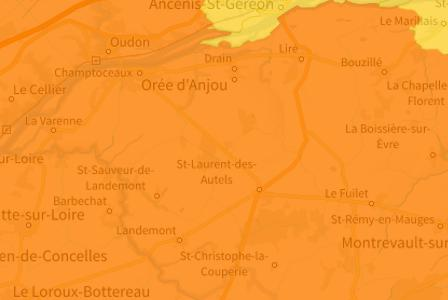 Ancenis St-Géréon
St-
Le Marillais
Oudon
Liré
Drain
Bouzillé
Champtoceaux
Orée d'Anjou
La Chapelle
Florent
Le Cellier
La Varenne
La Boissière-sur-
Èvre
ur-Loire
St-Sauveur-de-
Landemont
St-Laurent-des-
Autels
Barbechat
Le Fuilet
tte-sur-Loire
St-Rémy-en-Mauges
Landemont
Montrevault-sur
en-de-Concelles
St-Christophe-la-
Couperie
Le Loroux-Bottereau